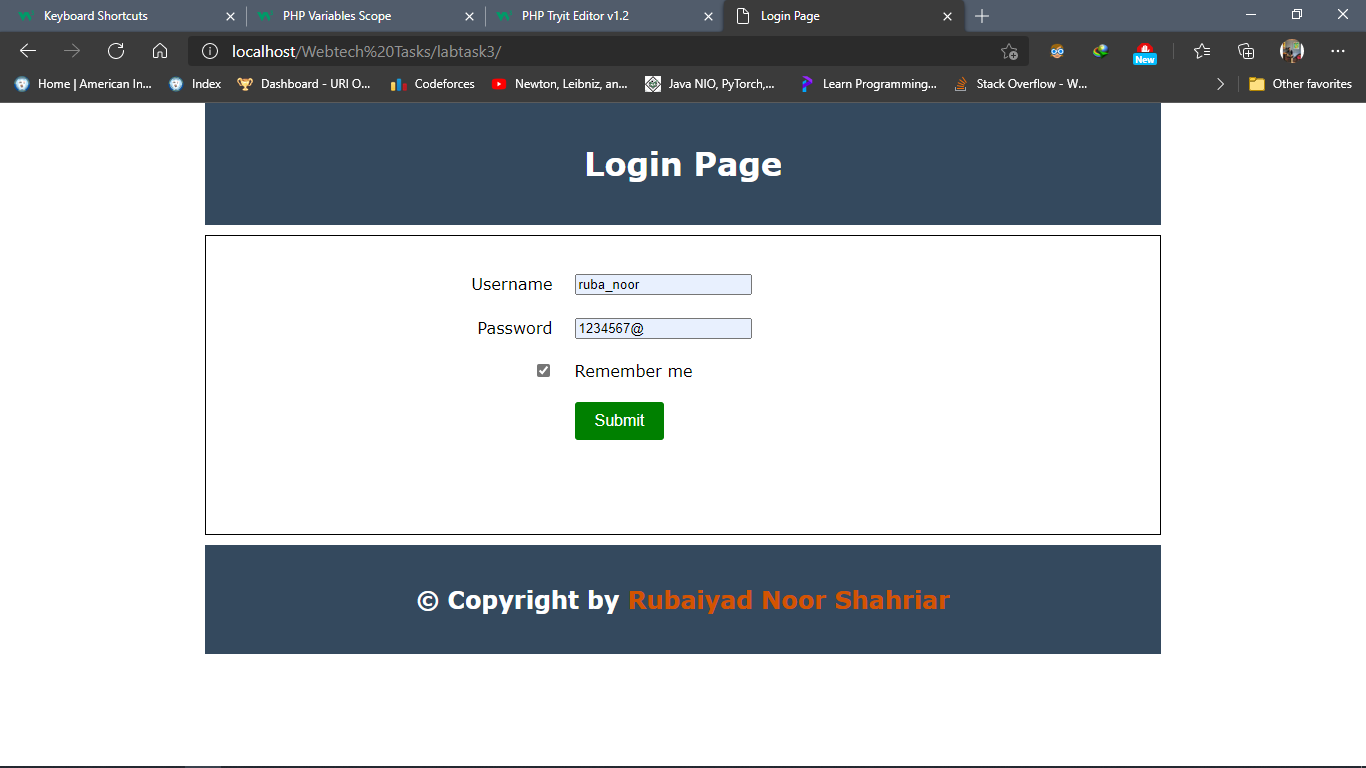 Keyboard Shortcuts
PHP Variables Scope
PHP Tryit Editor v1.2
Login Page
localhost/Webtech%20Tasks/labtask3/
New
Home | American In...
Index
Dashboard - URI O...
Codeforces
Newton, Leibniz, an...
Java NIO, PyTorch,...
Learn Programming...
Stack Overflow - W...
Other favorites
Login Page
Username ruba_noor
Password 1234567@
Remember me
Submit
© Copyright by Rubaiyad Noor Shahriar